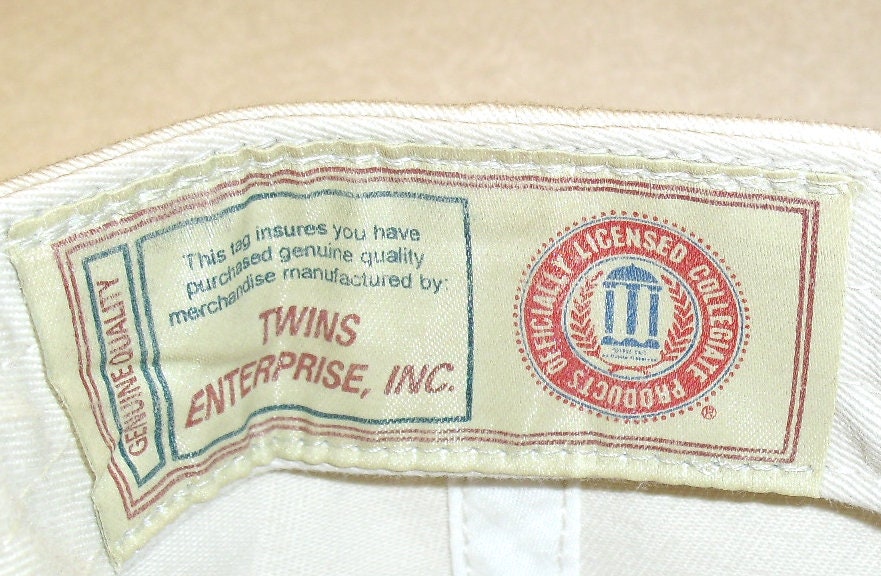 GENUINE QUALITY
This tag insures you have
purchased genuine quality
merchandise manufactured by:
TWINS
ENTERPRISE, INC.
OFFICIALLY LICENSED COLLEGIATE PRODUCTS
®